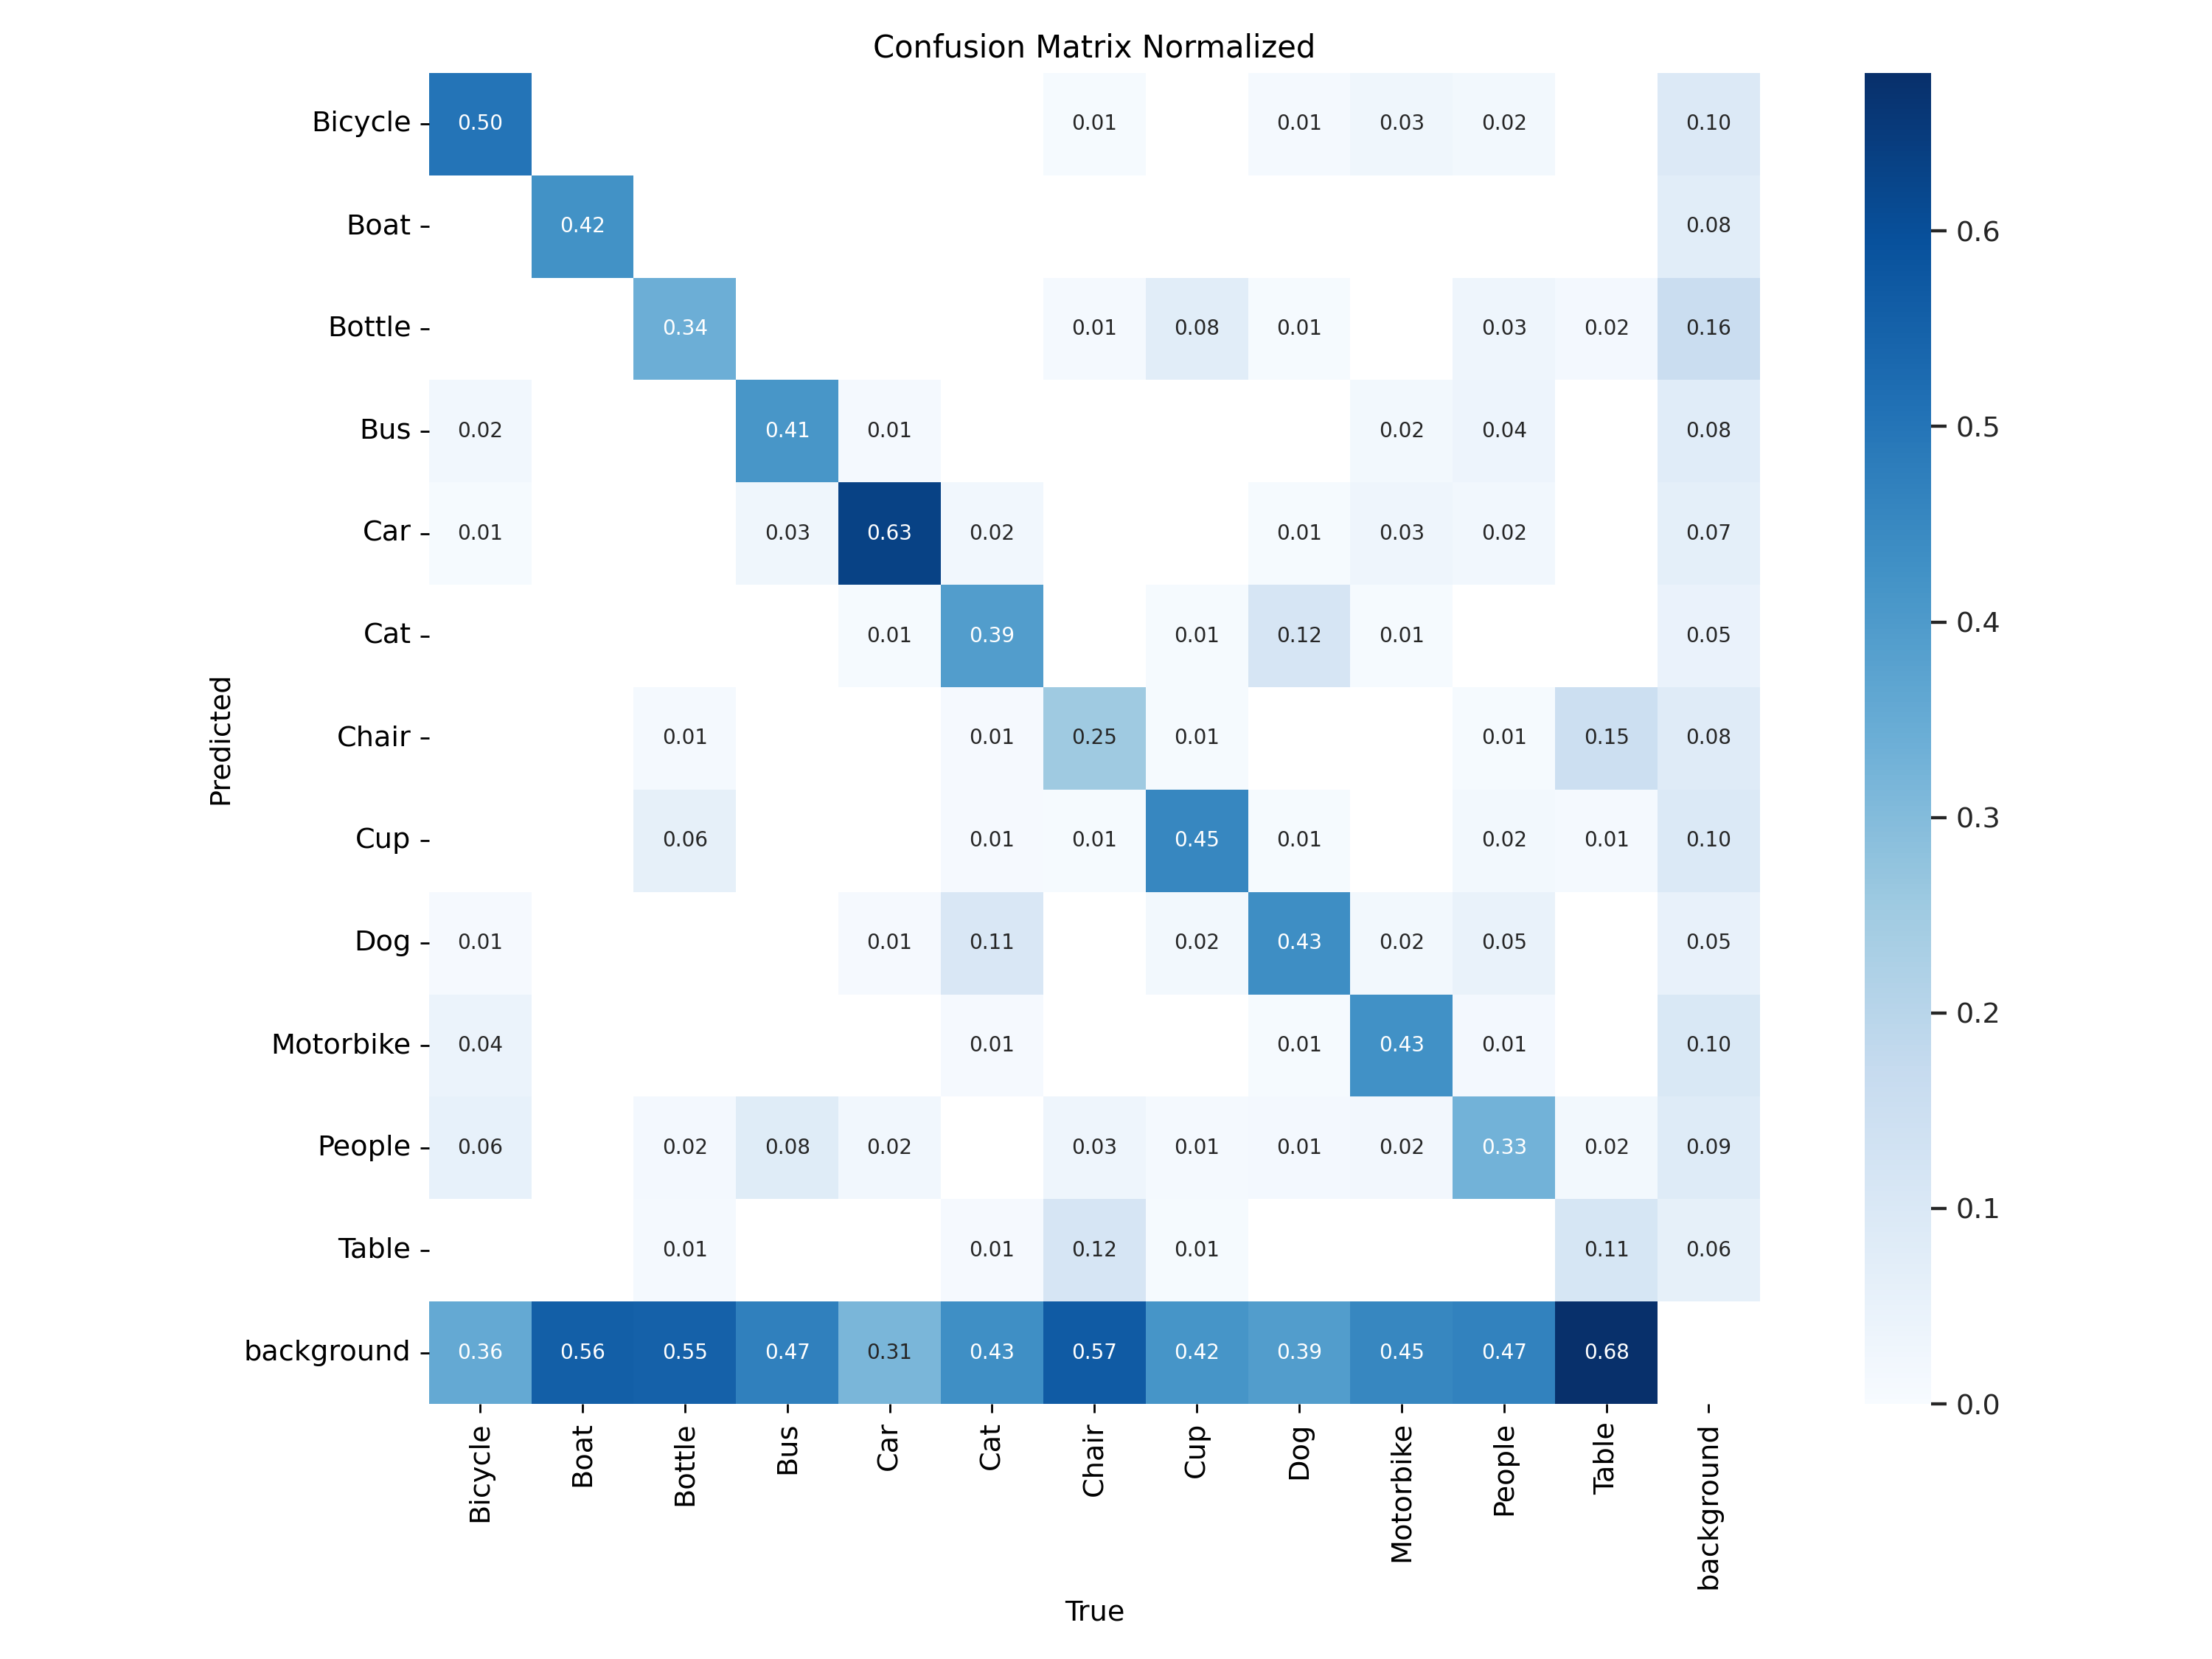 Confusion Matrix Normalized
Bicycle 0.50 0.01 0.01 0.03 0.02 0.10
Boat 0.42 0.08
Bottle 0.34 0.01 0.08 0.01 0.03 0.02 0.16
Bus 0.02 0.41 0.01 0.02 0.04 0.08
Car 0.01 0.03 0.63 0.02 0.01 0.03 0.02 0.07
Cat 0.01 0.39 0.01 0.12 0.01 0.05
Chair 0.01 0.01 0.25 0.01 0.01 0.15 0.08
Cup 0.06 0.01 0.01 0.45 0.01 0.02 0.01 0.10
Dog 0.01 0.01 0.11 0.02 0.43 0.02 0.05 0.05
Motorbike 0.04 0.01 0.01 0.43 0.01 0.10
People 0.06 0.02 0.08 0.02 0.03 0.01 0.01 0.02 0.33 0.02 0.09
Table 0.01 0.01 0.12 0.01 0.11 0.06
background 0.36 0.56 0.55 0.47 0.31 0.43 0.57 0.42 0.39 0.45 0.47 0.68
Bicycle Boat Bottle Bus Car Cat Chair Cup Dog Motorbike People Table background
True
Predicted
0.6
0.5
0.4
0.3
0.2
0.1
0.0